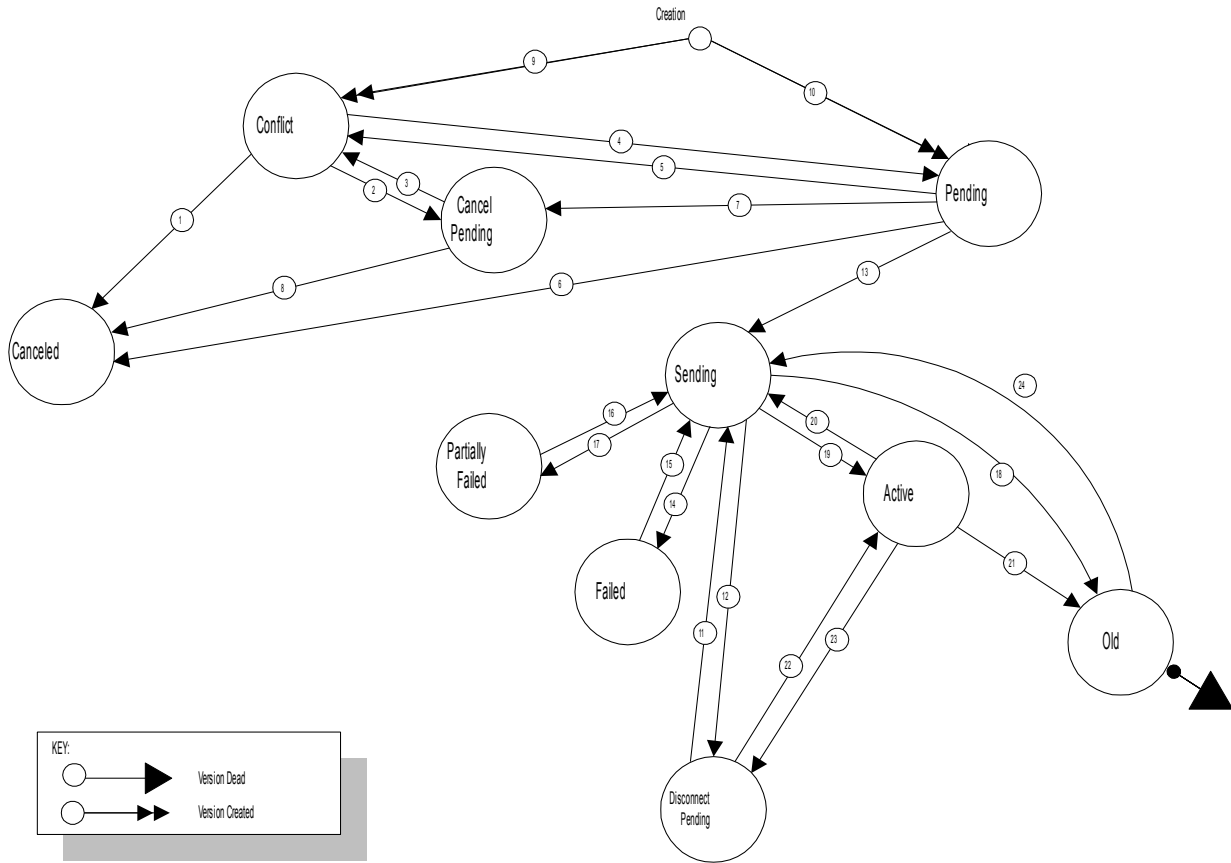 Creation
9
10
Conflict
4
5
Pending
3
2
Cancel
Pending
7
1
13
8
6
Canceled
Sending
24
16
20
17
19
Partially
Failed
15
18
14
Active
21
Failed
12
11
23
22
Old
KEY:
Version Dead
Version Created
Disconnect
Pending